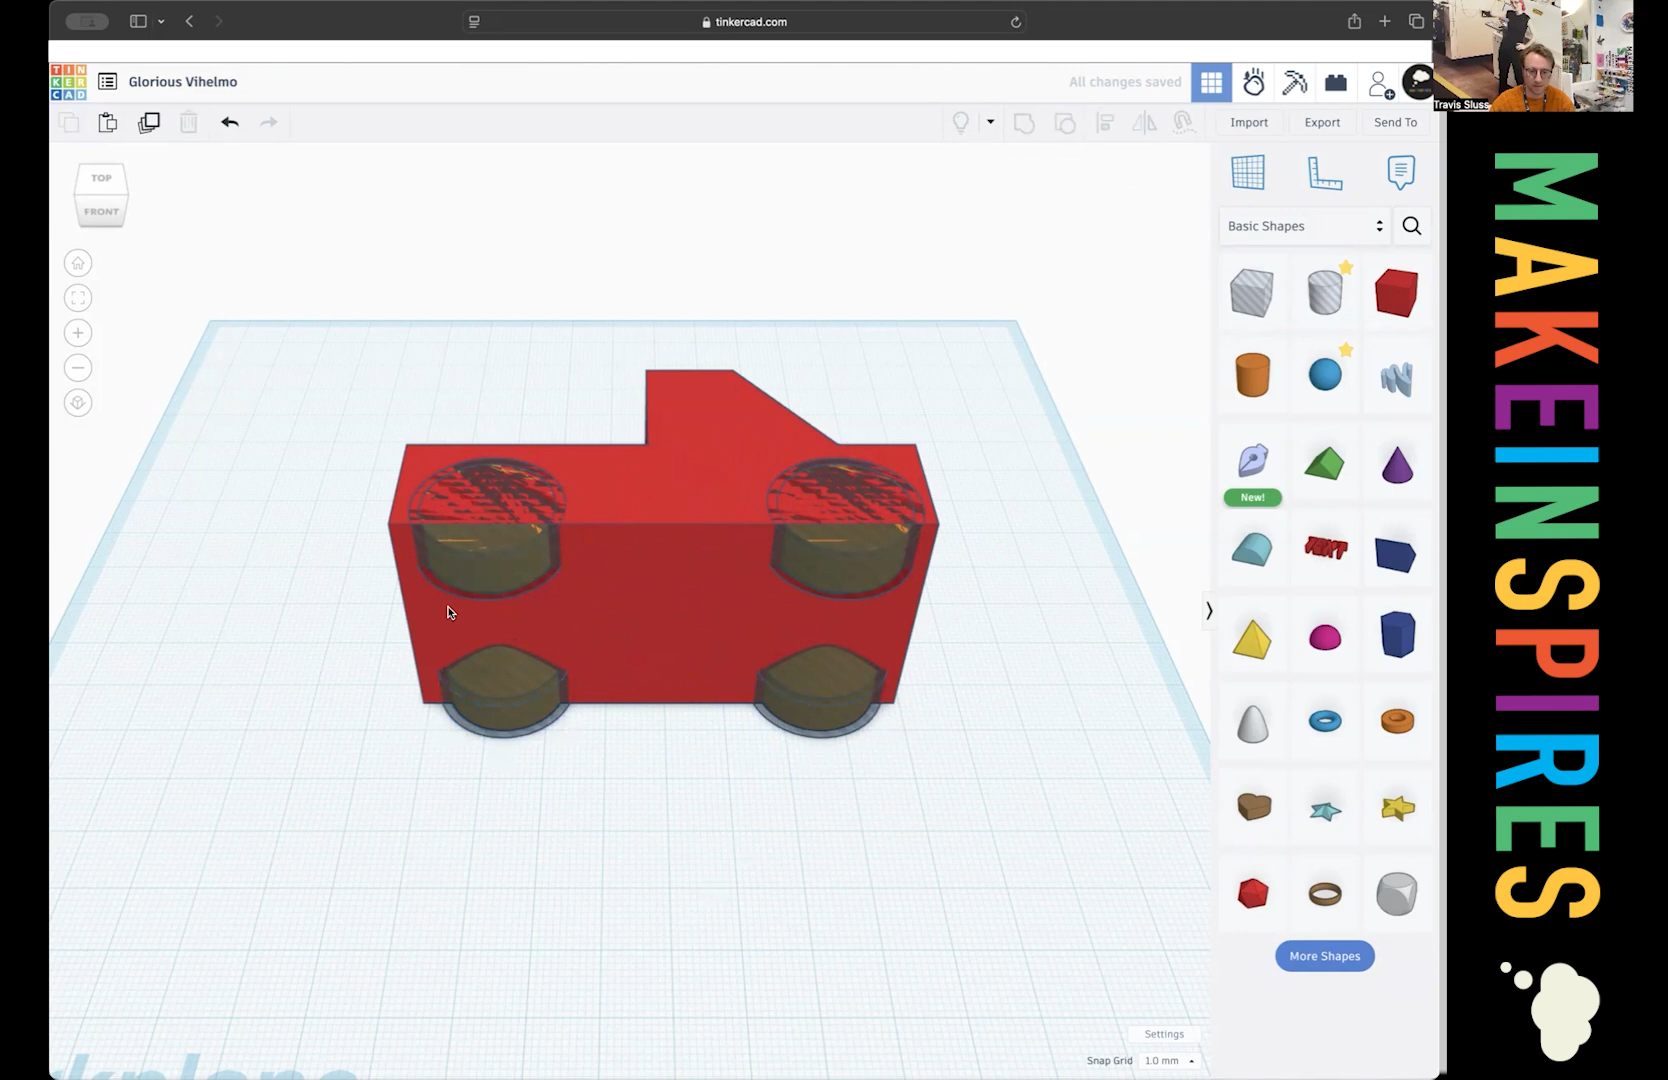 tinkercad.com
TIN
KER
CAD
Glorious Vihelmo
All changes saved
Travis Sluss
Import
Export
Send To
TOP
FRONT
Basic Shapes
New!
TEXT
More Shapes
Settings
Snap Grid
1.0 mm
MAKEINSPIRES